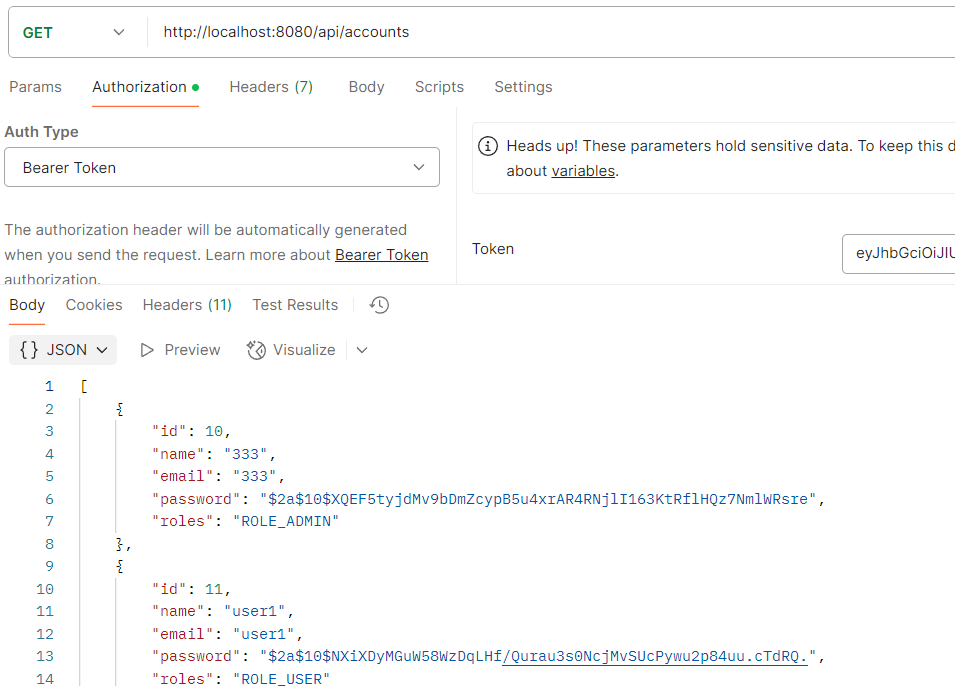 GET http://localhost:8080/api/accounts
Params Authorization Headers (7) Body Scripts Settings
Auth Type
Bearer Token
The authorization header will be automatically generated
when you send the request. Learn more about Bearer Token
authorization.
Heads up! These parameters hold sensitive data. To keep this d
about variables.
Token
eyJhbGciOiJIU
Body Cookies Headers (11) Test Results
{} JSON Preview Visualize
1 [
2 {
3 "id": 10,
4 "name": "333",
5 "email": "333",
6 "password": "$2a$10$XQEF5tyjdMv9bDmZcypB5u4xrAR4RNjlI163KtRflHQz7NmlWRsre",
7 "roles": "ROLE_ADMIN"
8 },
9 {
10 "id": 11,
11 "name": "user1",
12 "email": "user1",
13 "password": "$2a$10$NXiXDyMGuW58WzDqLHf/Qurau3s0NcjMvSUcPywu2p84uu.cTdRQ.",
14 "roles": "ROLE_USER"